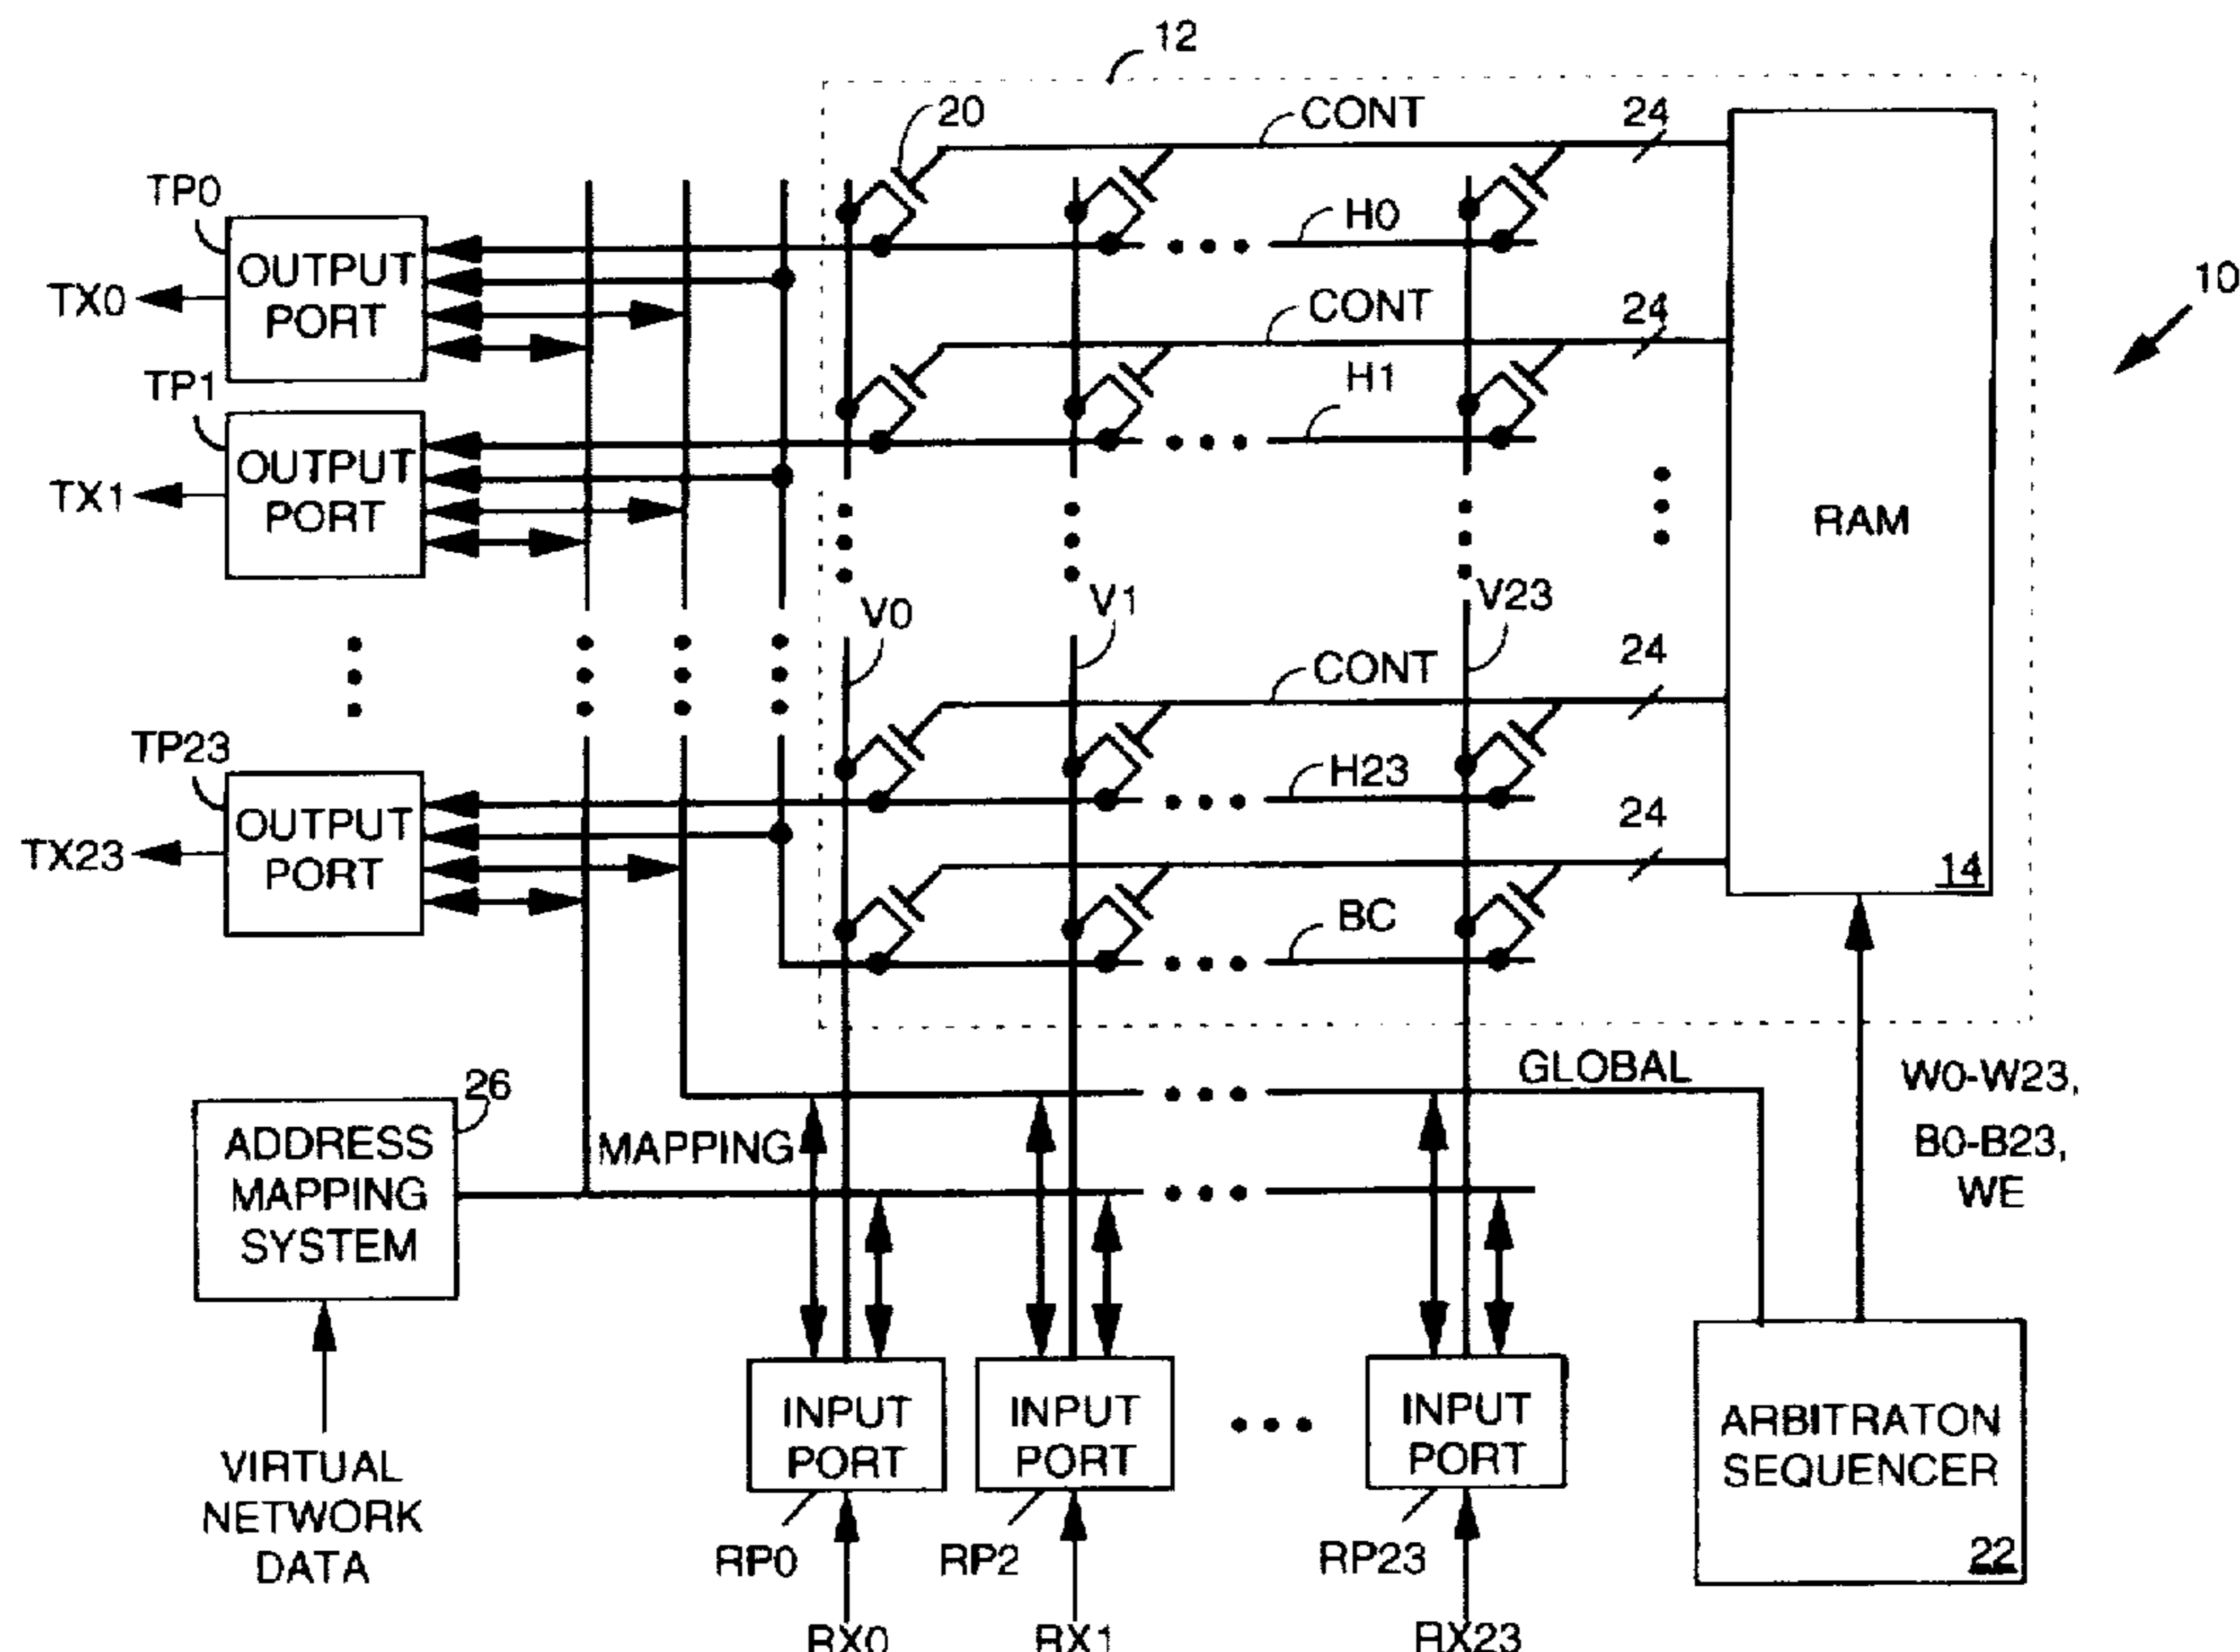 12
20
CONT
24
TP0
H0
OUTPUT
PORT
TX0
10
CONT
24
TP1
H1
OUTPUT
PORT
TX1
RAM
V0
V1
V23
CONT
24
TP23
H23
OUTPUT
PORT
TX23
24
14
BC
GLOBAL
W0-W23,
B0-B23,
WE
26
ADDRESS
MAPPING
SYSTEM
MAPPING
VIRTUAL
NETWORK
DATA
INPUT
PORT
INPUT
PORT
INPUT
PORT
ARBITRATON
SEQUENCER
22
RP0
RP2
RP23
RX0
RX1
RX23